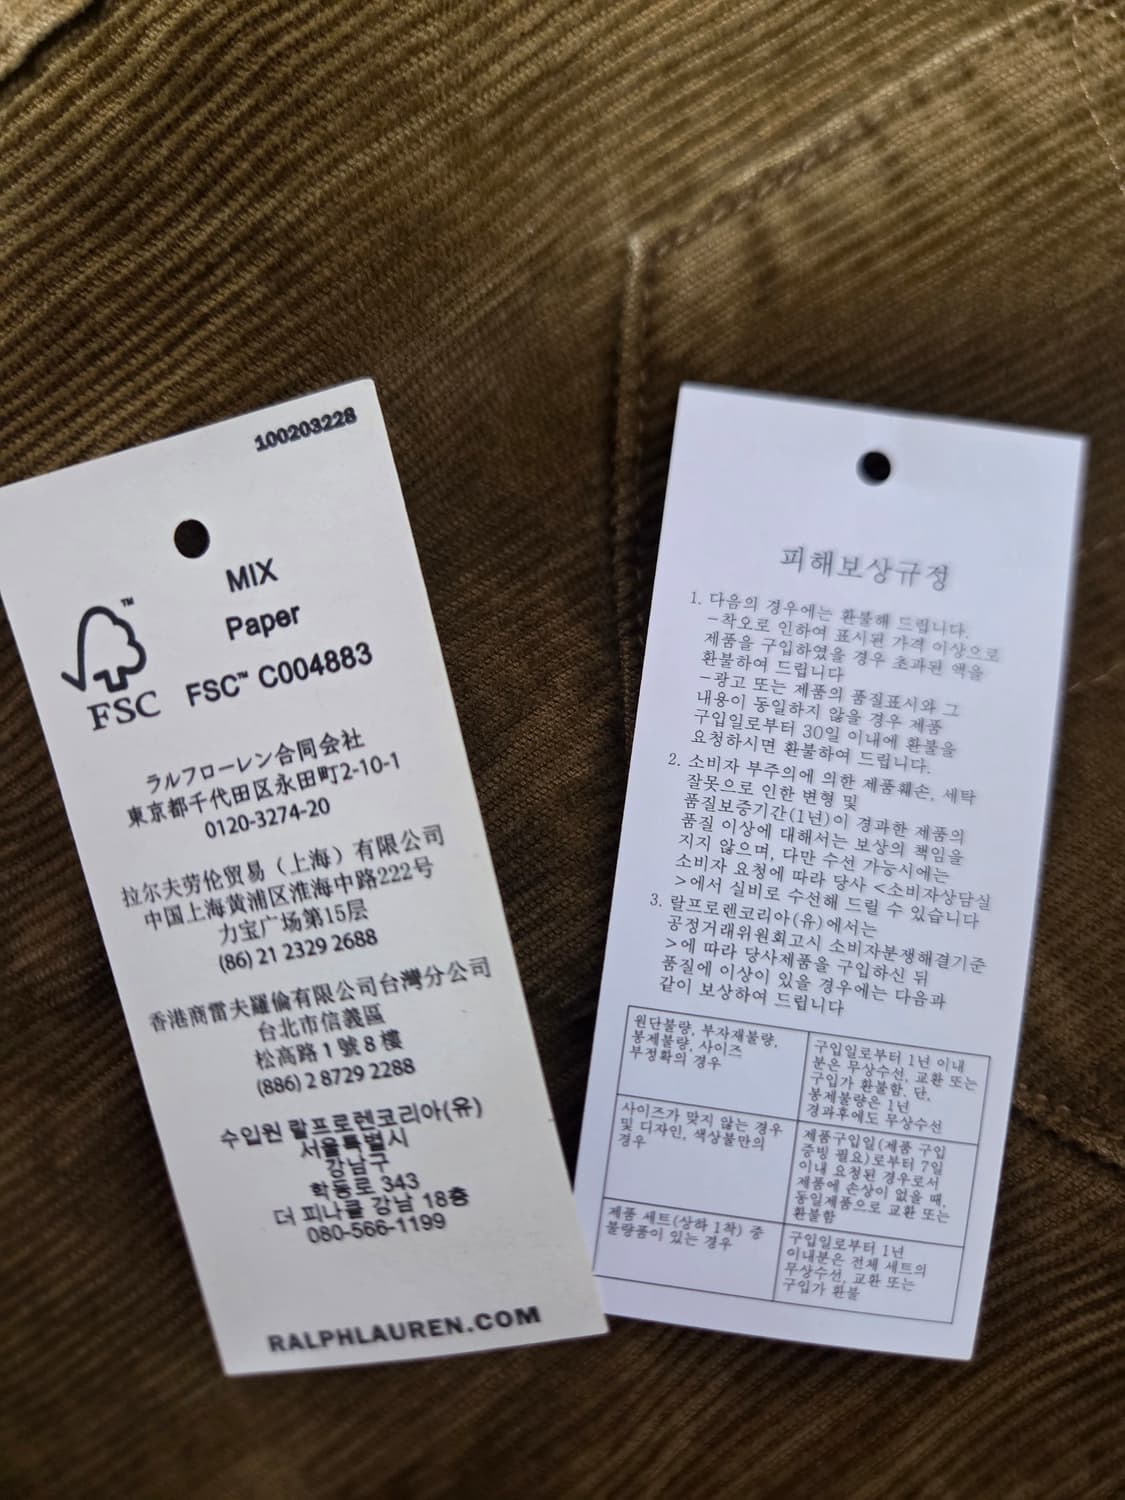 100203228
MIX
Paper
FSC™ C004883
™
FSC
ラルフローレン合同会社
東京都千代田区永田町2-10-1
0120-3274-20
拉尔夫劳伦贸易（上海）有限公司
中国上海黄浦区淮海中路222号
力宝广场第15层
(86) 21 2329 2688
香港商雷夫羅倫有限公司台灣分公司
台北市信義區
松高路 1 號 8 樓
(886) 2 8729 2288
수입원 랄프로렌코리아(유)
서울특별시
강남구
학동로 343
더 피나클 강남 18층
080-566-1199
RALPHLAUREN.COM
피해보상규정
1. 다음의 경우에는 환불해 드립니다.
-착오로 인하여 표시된 가격 이상으로
제품을 구입하였을 경우 초과된 액을
환불하여 드립니다
-광고 또는 제품의 품질표시와 그
내용이 동일하지 않을 경우 제품
구입일로부터 30일 이내에 환불을
요청하시면 환불하여 드립니다.
2. 소비자 부주의에 의한 제품훼손, 세탁
잘못으로 인한 변형 및
품질보증기간(1년)이 경과한 제품의
품질 이상에 대해서는 보상의 책임을
지지 않으며, 다만 수선 가능시에는
소비자 요청에 따라 당사 <소비자상담실
>에서 실비로 수선해 드릴 수 있습니다
3. 랄프로렌코리아(유)에서는
공정거래위원회고시 소비자분쟁해결기준
>에 따라 당사제품을 구입하신 뒤
품질에 이상이 있을 경우에는 다음과
같이 보상하여 드립니다
원단불량, 부자재불량,
봉제불량, 사이즈
부정확의 경우
구입일로부터 1년 이내
분은 무상수선, 교환 또는
구입가 환불함. 단,
봉제불량은 1년
경과후에도 무상수선
사이즈가 맞지 않는 경우
및 디자인, 색상불만의
경우
제품구입일(제품 구입
증빙 필요)로부터 7일
이내 요청된 경우로서
제품에 손상이 없을 때,
동일제품으로 교환 또는
환불함
제품 세트(상하 1착) 중
불량품이 있는 경우
구입일로부터 1년
이내분은 전체 세트의
무상수선, 교환 또는
구입가 환불